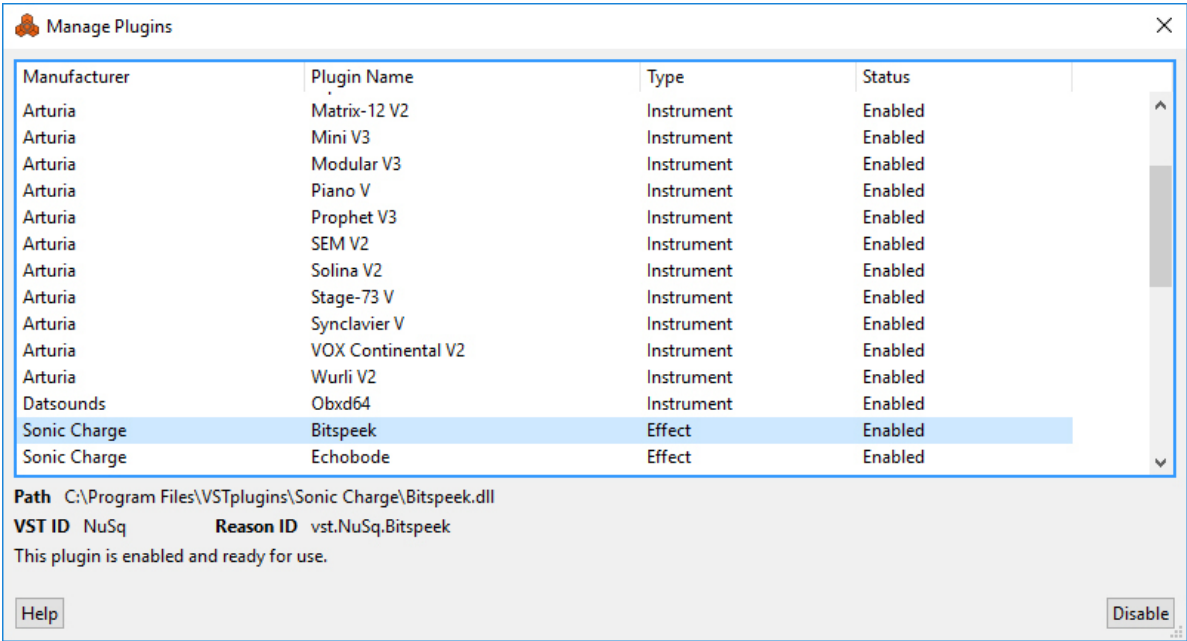 Manage Plugins
Manufacturer Plugin Name Type Status
Arturia Matrix-12 V2 Instrument Enabled
Arturia Mini V3 Instrument Enabled
Arturia Modular V3 Instrument Enabled
Arturia Piano V Instrument Enabled
Arturia Prophet V3 Instrument Enabled
Arturia SEM V2 Instrument Enabled
Arturia Solina V2 Instrument Enabled
Arturia Stage-73 V Instrument Enabled
Arturia Synclavier V Instrument Enabled
Arturia VOX Continental V2 Instrument Enabled
Arturia Wurli V2 Instrument Enabled
Datsounds Obxd64 Instrument Enabled
Sonic Charge Bitspeek Effect Enabled
Sonic Charge Echobode Effect Enabled
Path C:\Program Files\VSTplugins\Sonic Charge\Bitspeek.dll
VST ID NuSq Reason ID vst.NuSq.Bitspeek
This plugin is enabled and ready for use.
Help Disable